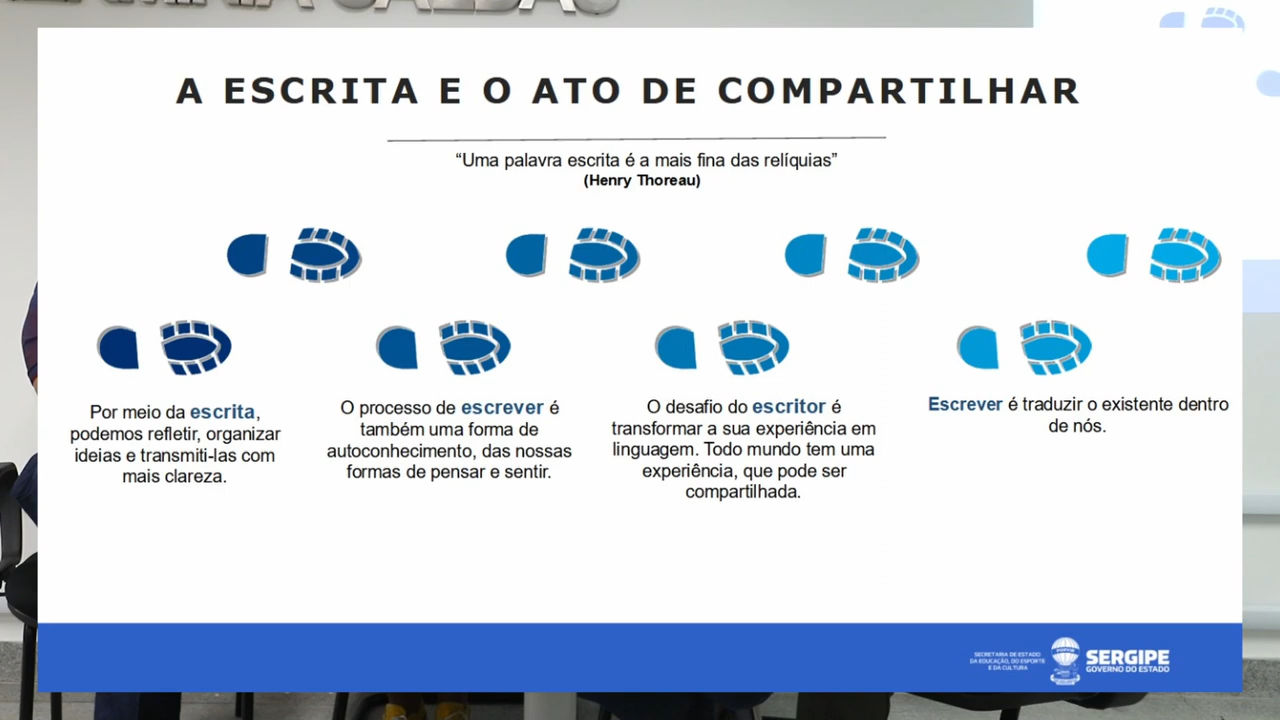 A ESCRITA E O ATO DE COMPARTILHAR
“Uma palavra escrita é a mais fina das relíquias”
(Henry Thoreau)
Por meio da escrita,
podemos refletir, organizar
ideias e transmiti-las com
mais clareza.
O processo de escrever é
também uma forma de
autoconhecimento, das nossas
formas de pensar e sentir.
O desafio do escritor é
transformar a sua experiência em
linguagem. Todo mundo tem uma
experiência, que pode ser
compartilhada.
Escrever é traduzir o existente dentro
de nós.
SECRETARIA DE ESTADO
DA EDUCAÇÃO, DO ESPORTE
E DA CULTURA
SERGIPE
GOVERNO DO ESTADO